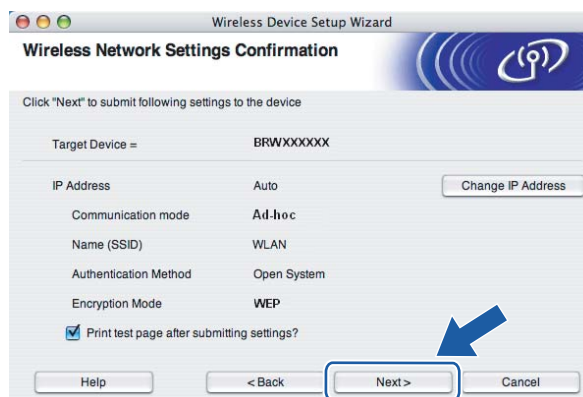 Wireless Device Setup Wizard
Wireless Network Settings Confirmation
Click "Next" to submit following settings to the device
Target Device = BRWXXXXXX
IP Address Auto Change IP Address
Communication mode Ad-hoc
Name (SSID) WLAN
Authentication Method Open System
Encryption Mode WEP
Print test page after submitting settings?
Help < Back Next > Cancel